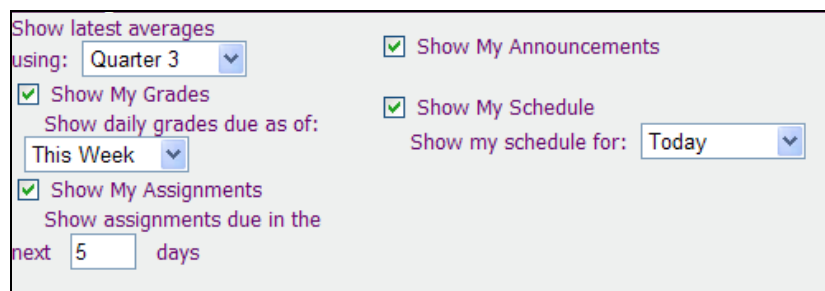 Show latest averages
using: Quarter 3
Show My Grades
Show daily grades due as of:
This Week
Show My Assignments
Show assignments due in the
next 5 days
Show My Announcements
Show My Schedule
Show my schedule for: Today